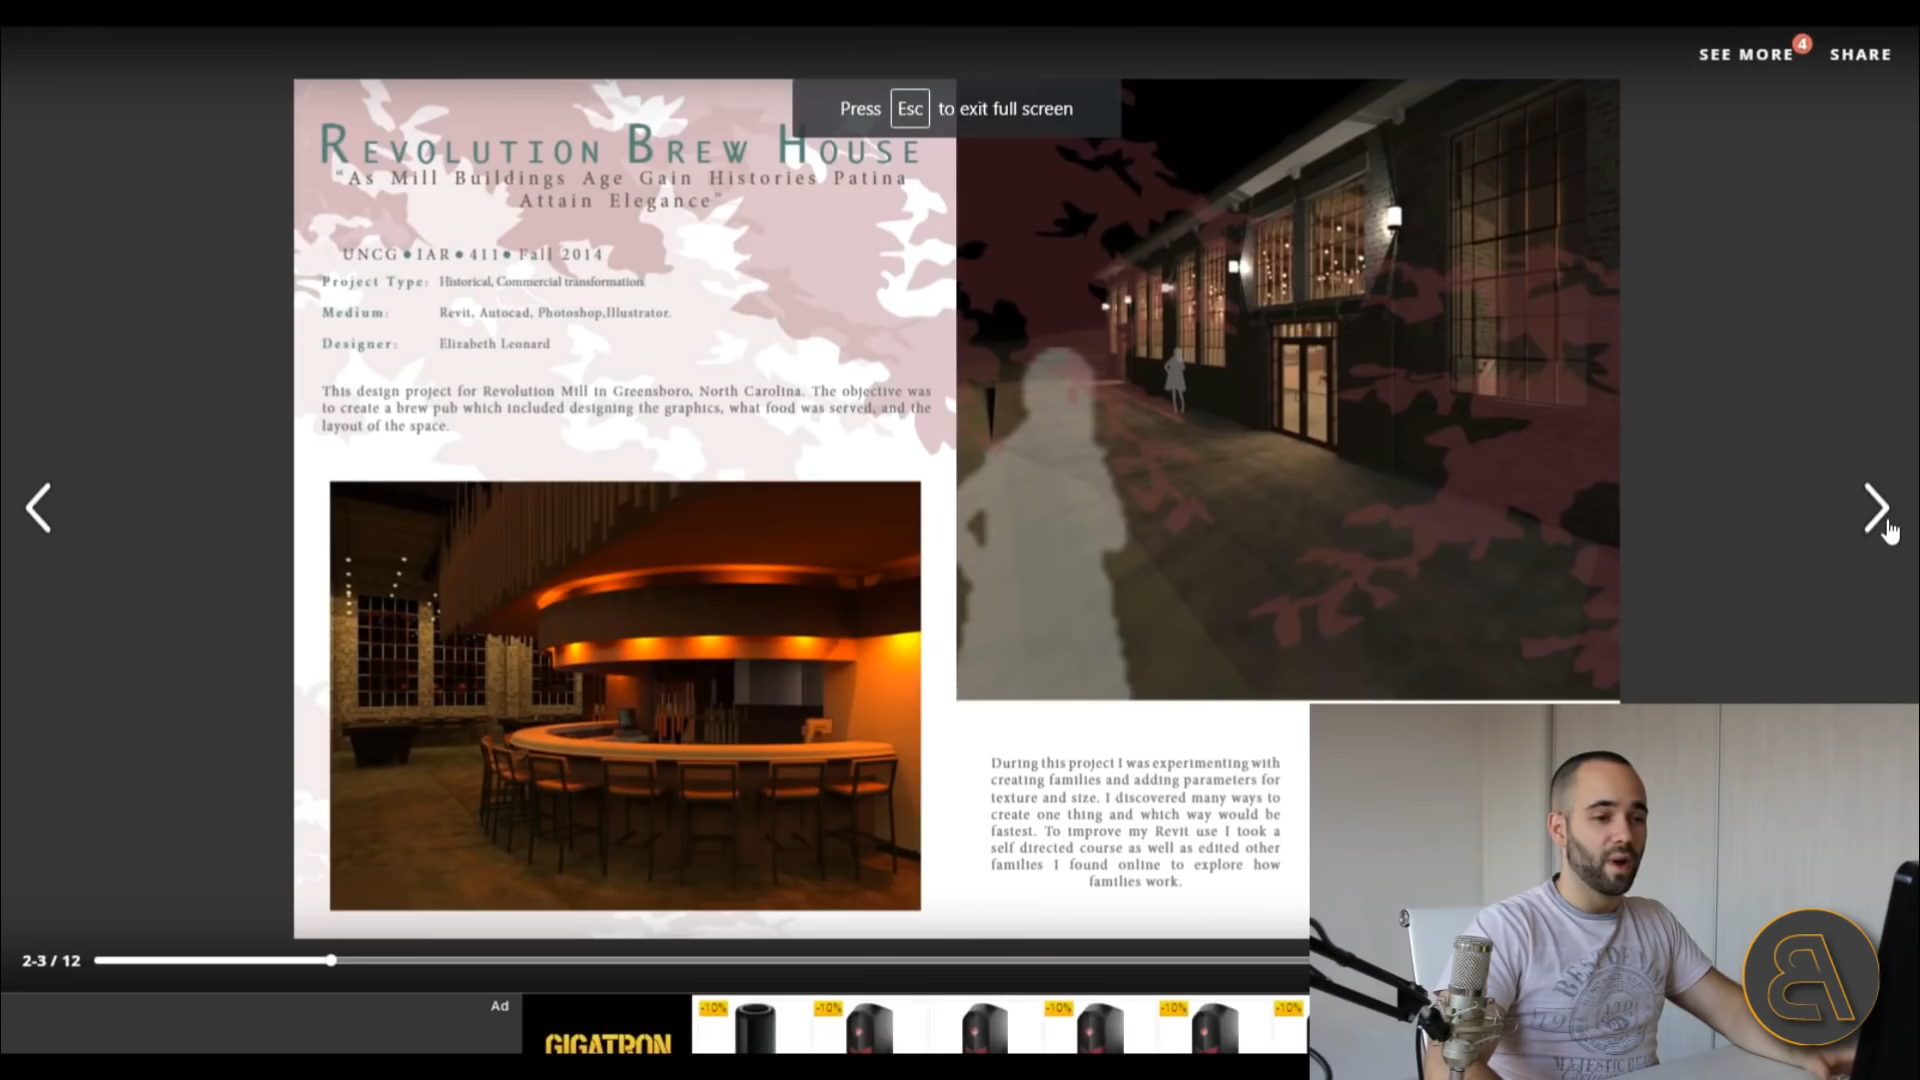 SEE MORE 4 SHARE
Press Esc to exit full screen
REVOLUTION BREW HOUSE
"As Mill Buildings Age Gain Histories Patina
Attain Elegance"
UNCG•IAR•411•Fall 2014
Project Type: Historical, Commercial transformation.
Medium: Revit, Autocad, Photoshop,Illustrator.
Designer: Elizabeth Leonard
This design project for Revolution Mill in Greensboro, North Carolina. The objective was
to create a brew pub which included designing the graphics, what food was served, and the
layout of the space.
During this project I was experimenting with
creating families and adding parameters for
texture and size. I discovered many ways to
create one thing and which way would be
fastest. To improve my Revit use I took a
self directed course as well as edited other
families I found online to explore how
families work.
2-3 / 12
Ad
GIGATRON
-10% -10% -10% -10% -10%
BEST OF